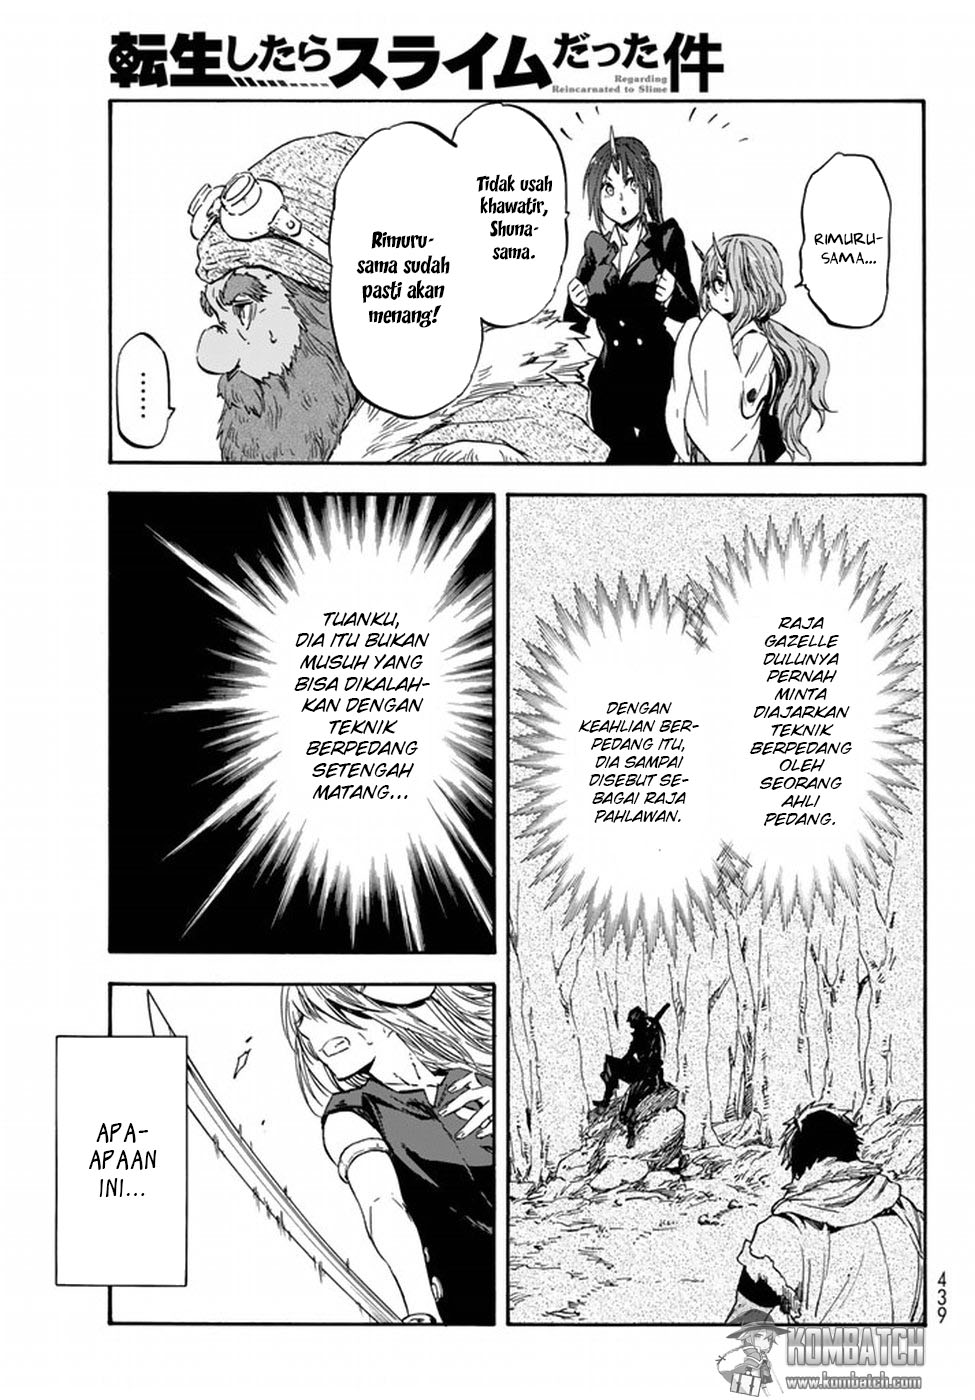 転生したらスライムだった件
Regarding
Reincarnated to Slime
RIMURU-
SAMA...
Tidak usah
khawatir,
Shuna-
sama.
Rimuru-
sama sudah
pasti akan
menang!
......
RAJA
GAZELLE
DULUNYA
PERNAH
MINTA
DIAJARKAN
TEKNIK
BERPEDANG
OLEH
SEORANG
AHLI
PEDANG.
DENGAN
KEAHLIAN BER-
PEDANG ITU,
DIA SAMPAI
DISEBUT SE-
BAGAI RAJA
PAHLAWAN.
TUANKU,
DIA ITU BUKAN
MUSUH YANG
BISA DIKALAH-
KAN DENGAN
TEKNIK
BERPEDANG
SETENGAH
MATANG...
APA-
APAAN
INI...
439
KOMBATCH
www.kombatch.com